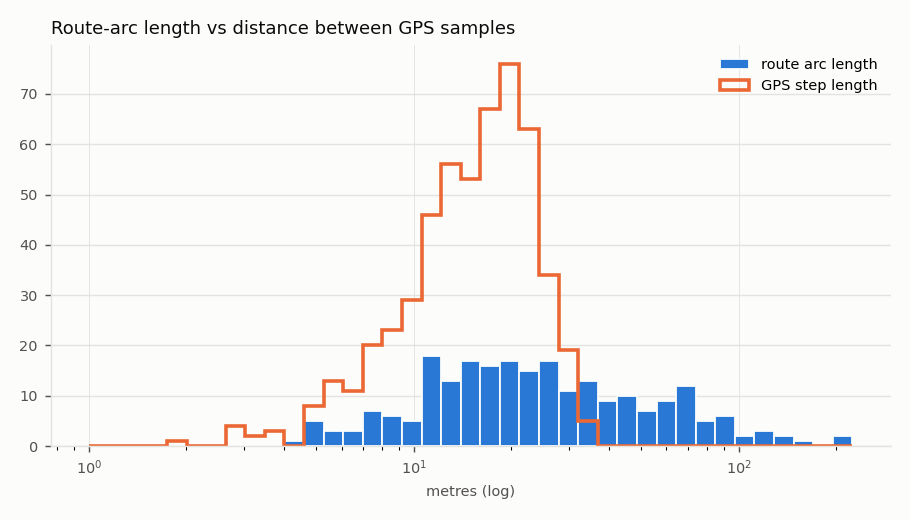 Route-arc length vs distance between GPS samples
route arc length
GPS step length
70
60
50
40
30
20
10
0
10⁰ 10¹ 10²
metres (log)